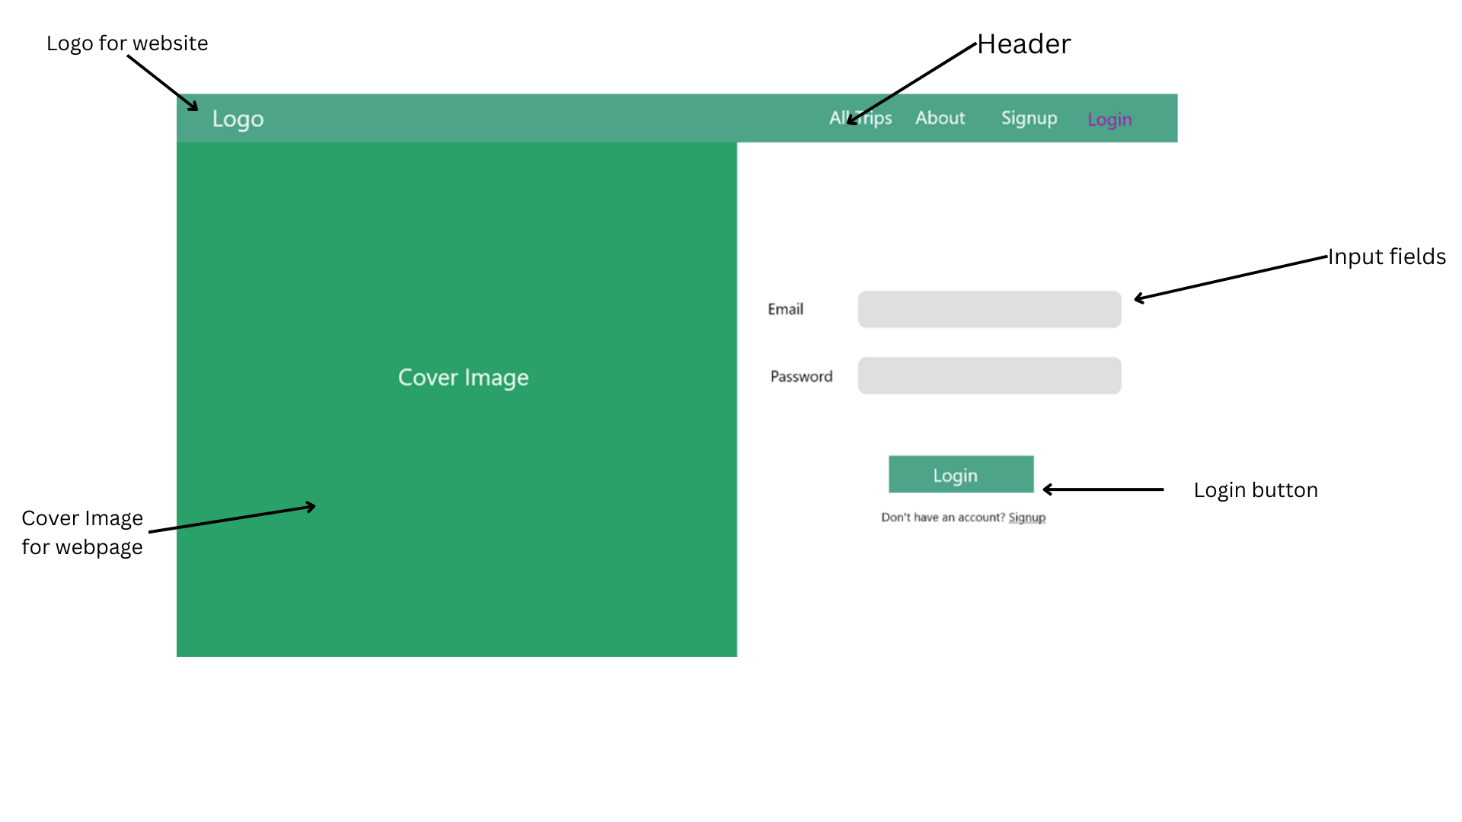 Logo for website
Header
Logo
All Trips
About
Signup
Login
Input fields
Email
Cover Image
Password
Login
Login button
Don't have an account? Signup
Cover Image
for webpage